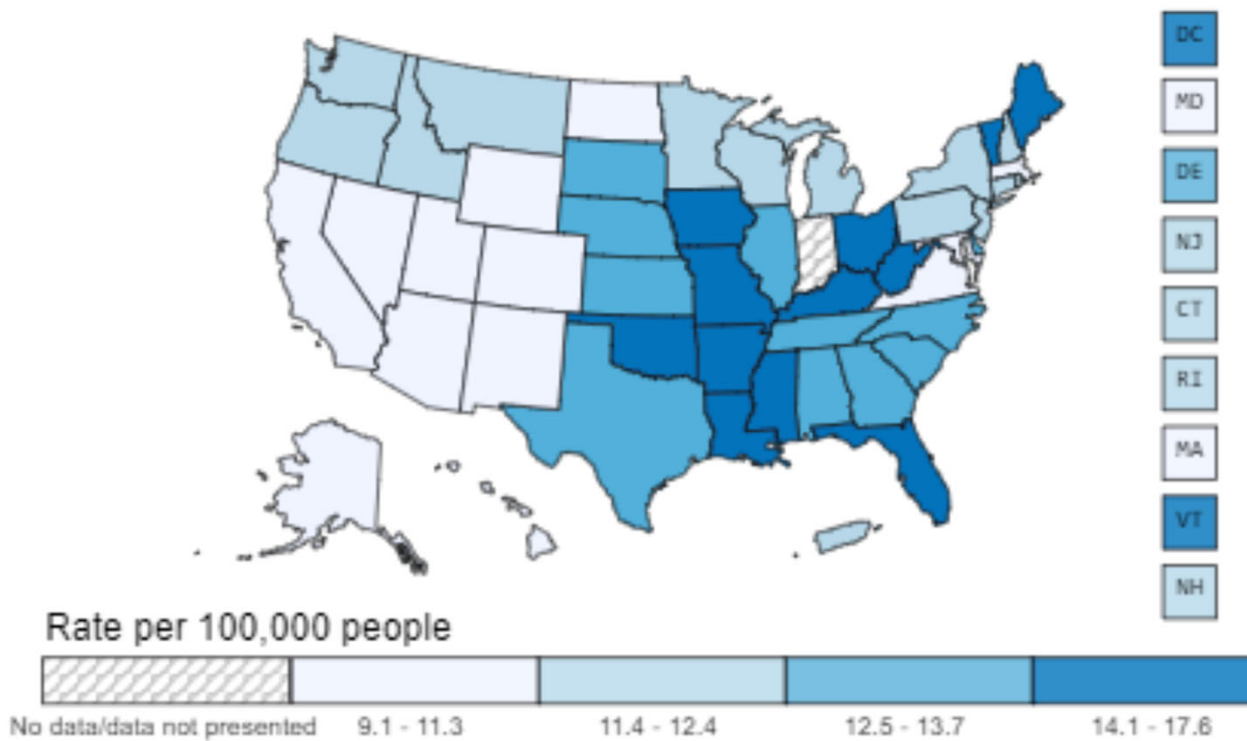 DC
MD
DE
NJ
CT
RI
MA
VT
NH
Rate per 100,000 people
No data/data not presented 9.1 - 11.3 11.4 - 12.4 12.5 - 13.7 14.1 - 17.6